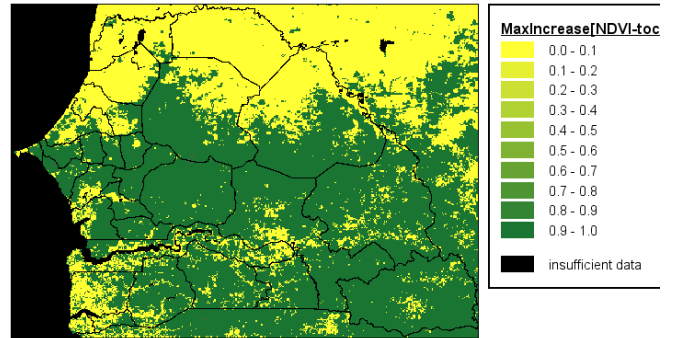 MaxIncrease[NDVI-toc
0.0 - 0.1
0.1 - 0.2
0.2 - 0.3
0.3 - 0.4
0.4 - 0.5
0.5 - 0.6
0.6 - 0.7
0.7 - 0.8
0.8 - 0.9
0.9 - 1.0
insufficient data